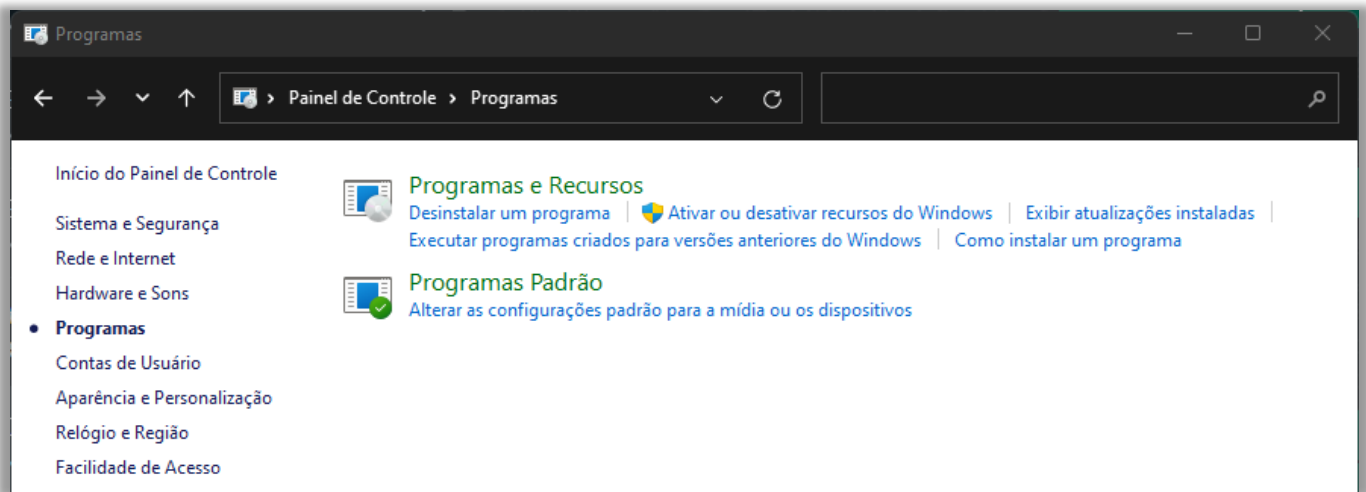 Programas
Painel de Controle > Programas
Início do Painel de Controle
Sistema e Segurança
Rede e Internet
Hardware e Sons
Programas
Contas de Usuário
Aparência e Personalização
Relógio e Região
Facilidade de Acesso
Programas e Recursos
Desinstalar um programa | Ativar ou desativar recursos do Windows | Exibir atualizações instaladas |
Executar programas criados para versões anteriores do Windows | Como instalar um programa
Programas Padrão
Alterar as configurações padrão para a mídia ou os dispositivos